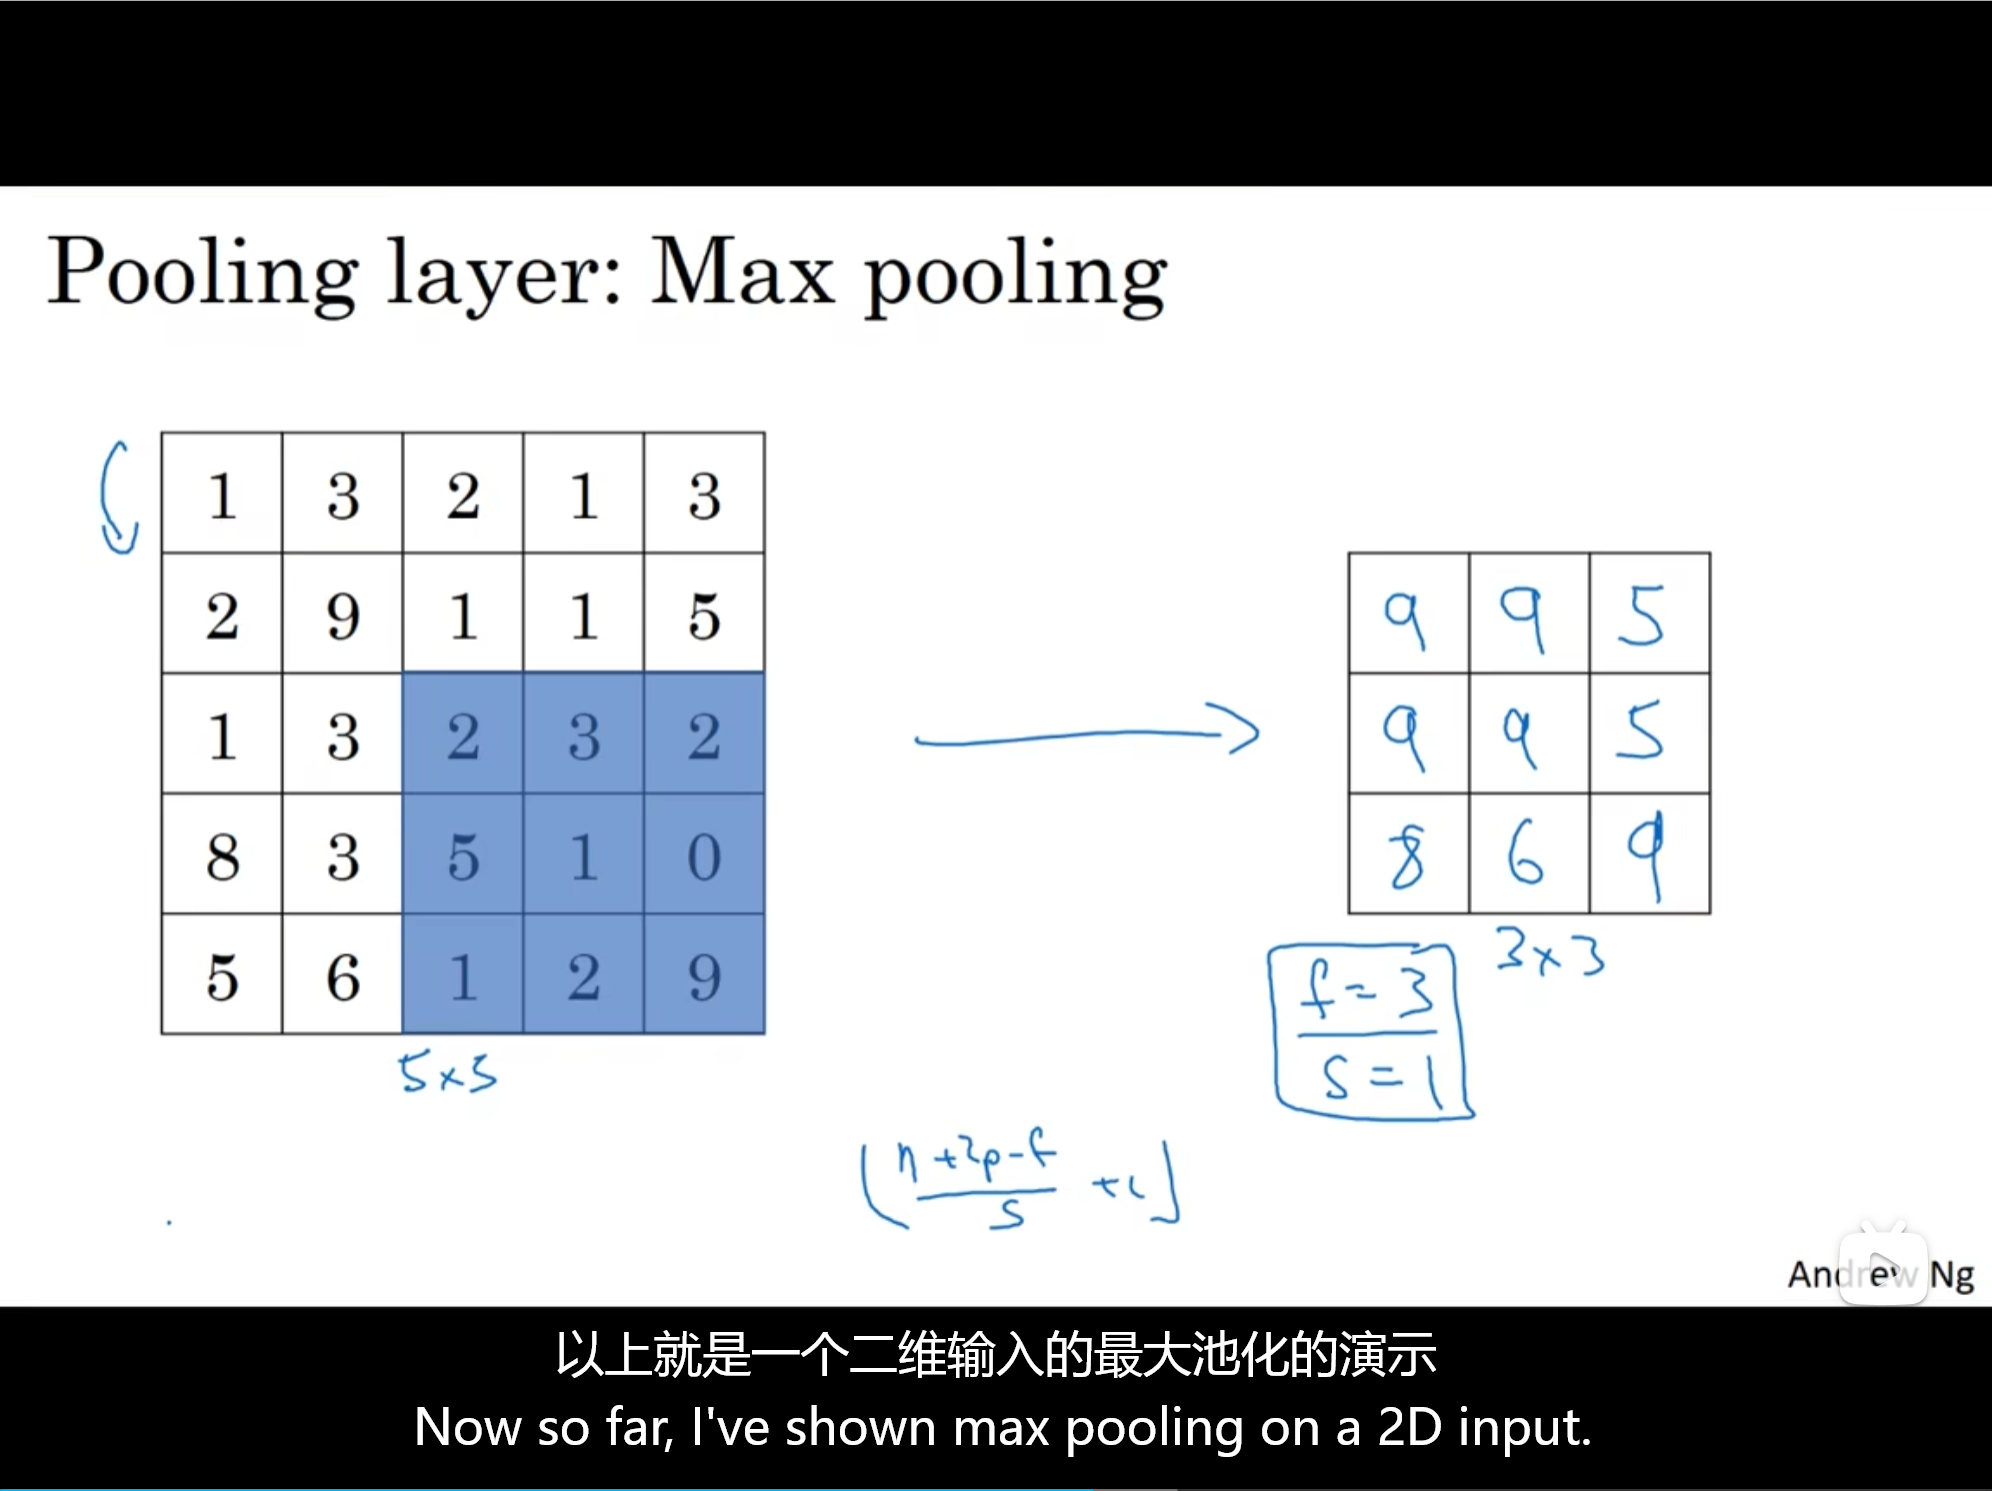 Pooling layer: Max pooling
1 3 2 1 3
2 9 1 1 5
1 3 2 3 2
8 3 5 1 0
5 6 1 2 9
5×5
9 9 5
9 9 5
8 6 9
3×3
f=3
s=1
n+2p-f
s
+1
Andrew Ng
以上就是一个二维输入的最大池化的演示
Now so far, I've shown max pooling on a 2D input.